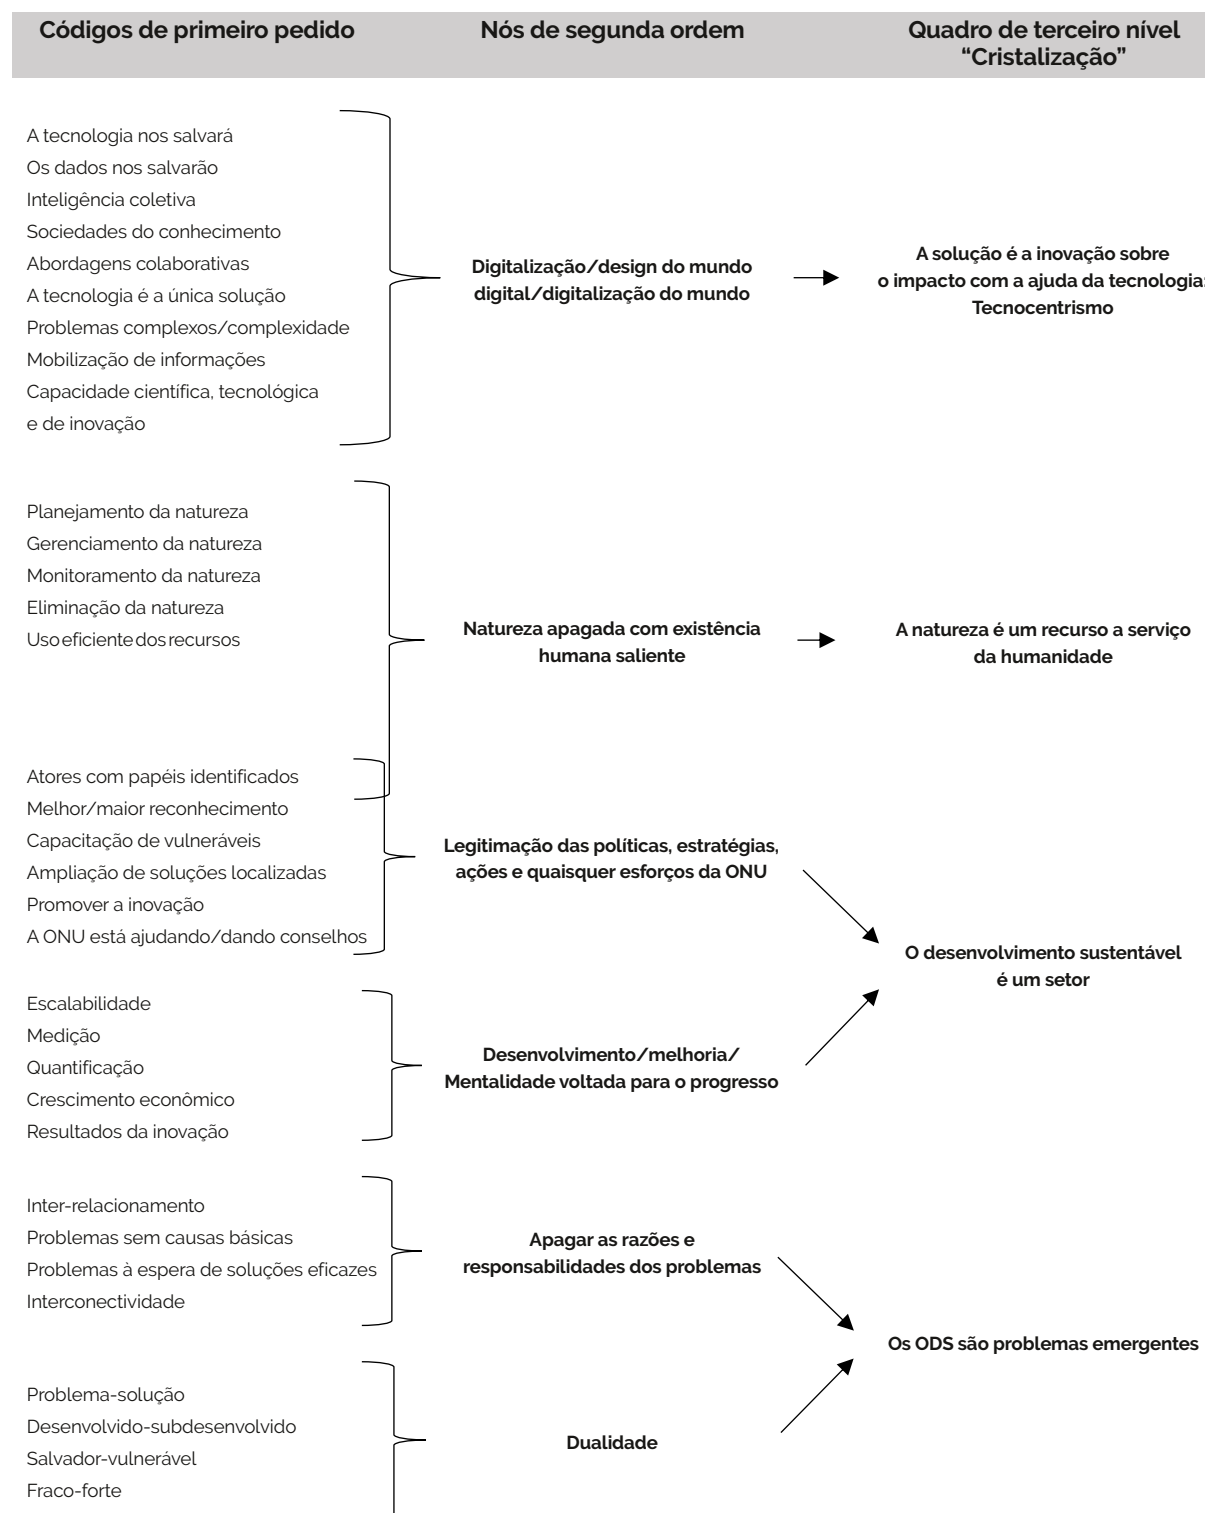 Códigos de primeiro pedido
Nós de segunda ordem
Quadro de terceiro nível
“Cristalização”
A tecnologia nos salvará
Os dados nos salvarão
Inteligência coletiva
Sociedades do conhecimento
Abordagens colaborativas
A tecnologia é a única solução
Problemas complexos/complexidade
Mobilização de informações
Capacidade científica, tecnológica
e de inovação
Digitalização/design do mundo
digital/digitalização do mundo
A solução é a inovação sobre
o impacto com a ajuda da tecnologia:
Tecnocentrismo
Planejamento da natureza
Gerenciamento da natureza
Monitoramento da natureza
Eliminação da natureza
Uso eficiente dos recursos
Natureza apagada com existência
humana saliente
A natureza é um recurso a serviço
da humanidade
Atores com papéis identificados
Melhor/maior reconhecimento
Capacitação de vulneráveis
Ampliação de soluções localizadas
Promover a inovação
A ONU está ajudando/dando conselhos
Legitimação das políticas, estratégias,
ações e quaisquer esforços da ONU
Escalabilidade
Medição
Quantificação
Crescimento econômico
Resultados da inovação
Desenvolvimento/melhoria/
Mentalidade voltada para o progresso
O desenvolvimento sustentável
é um setor
Inter-relacionamento
Problemas sem causas básicas
Problemas à espera de soluções eficazes
Interconectividade
Apagar as razões e
responsabilidades dos problemas
Problema-solução
Desenvolvido-subdesenvolvido
Salvador-vulnerável
Fraco-forte
Dualidade
Os ODS são problemas emergentes